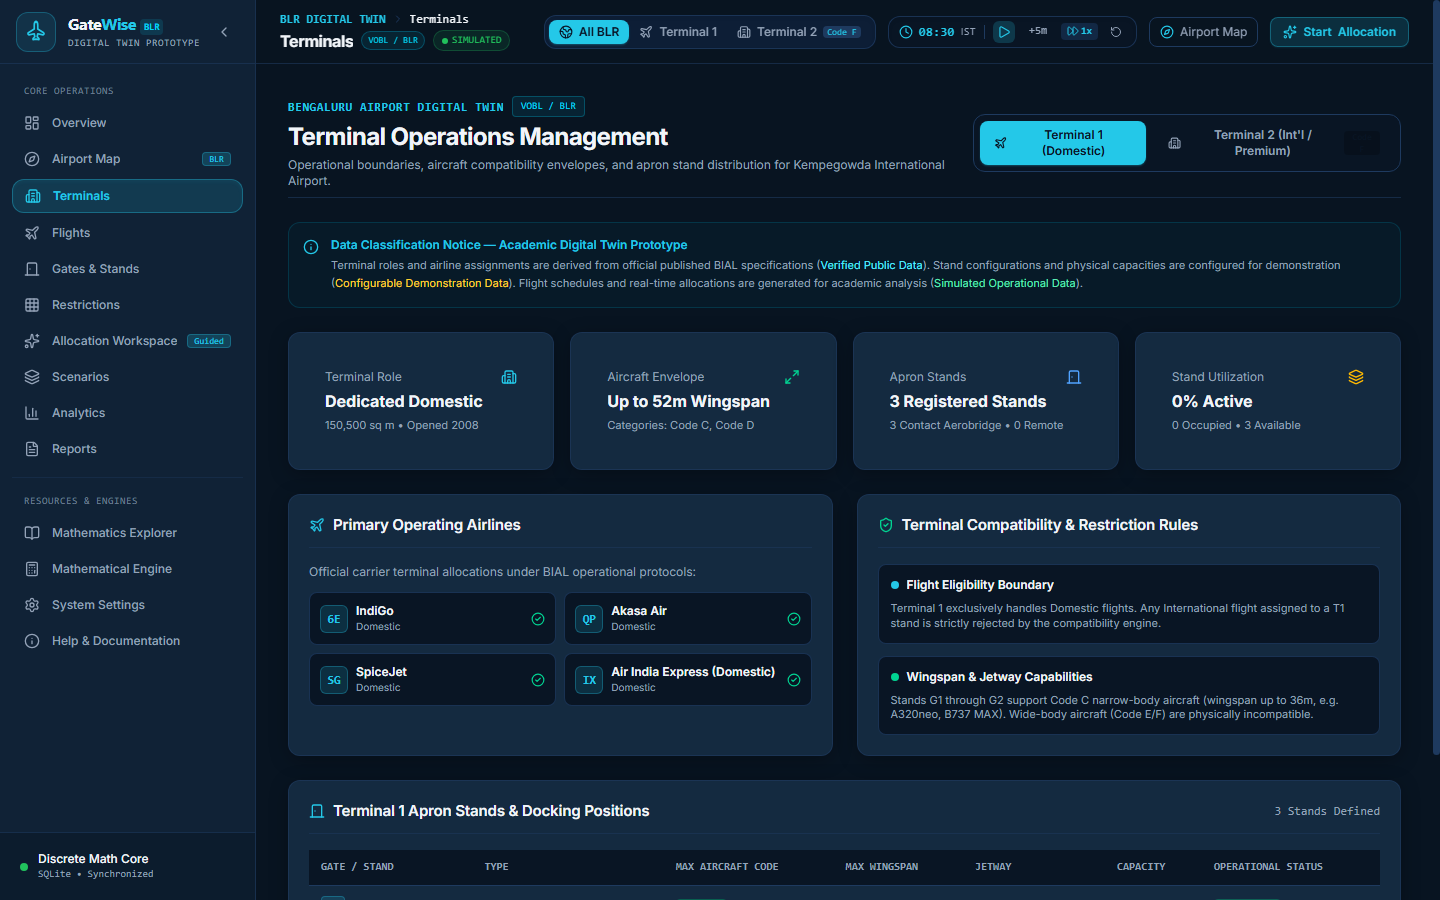 GateWise BLR
DIGITAL TWIN PROTOTYPE
CORE OPERATIONS
Overview
Airport Map BLR
Terminals
Flights
Gates & Stands
Restrictions
Allocation Workspace Guided
Scenarios
Analytics
Reports
RESOURCES & ENGINES
Mathematics Explorer
Mathematical Engine
System Settings
Help & Documentation
Discrete Math Core
SQLite • Synchronized
BLR DIGITAL TWIN › Terminals
Terminals VOBL / BLR SIMULATED
All BLR Terminal 1 Terminal 2 Code F
08:30 IST +5m 1x
Airport Map
Start Allocation
BENGALURU AIRPORT DIGITAL TWIN VOBL / BLR
Terminal Operations Management
Operational boundaries, aircraft compatibility envelopes, and apron stand distribution for Kempegowda International
Airport.
Terminal 1
(Domestic)
Terminal 2 (Int'l /
Premium)
Data Classification Notice — Academic Digital Twin Prototype
Terminal roles and airline assignments are derived from official published BIAL specifications (Verified Public Data). Stand configurations and physical capacities are configured for demonstration
(Configurable Demonstration Data). Flight schedules and real-time allocations are generated for academic analysis (Simulated Operational Data).
Terminal Role
Dedicated Domestic
150,500 sq m • Opened 2008
Aircraft Envelope
Up to 52m Wingspan
Categories: Code C, Code D
Apron Stands
3 Registered Stands
3 Contact Aerobridge • 0 Remote
Stand Utilization
0% Active
0 Occupied • 3 Available
Primary Operating Airlines
Official carrier terminal allocations under BIAL operational protocols:
6E IndiGo
Domestic
QP Akasa Air
Domestic
SG SpiceJet
Domestic
IX Air India Express (Domestic)
Domestic
Terminal Compatibility & Restriction Rules
Flight Eligibility Boundary
Terminal 1 exclusively handles Domestic flights. Any International flight assigned to a T1
stand is strictly rejected by the compatibility engine.
Wingspan & Jetway Capabilities
Stands G1 through G2 support Code C narrow-body aircraft (wingspan up to 36m, e.g.
A320neo, B737 MAX). Wide-body aircraft (Code E/F) are physically incompatible.
Terminal 1 Apron Stands & Docking Positions
3 Stands Defined
GATE / STAND TYPE MAX AIRCRAFT CODE MAX WINGSPAN JETWAY CAPACITY OPERATIONAL STATUS